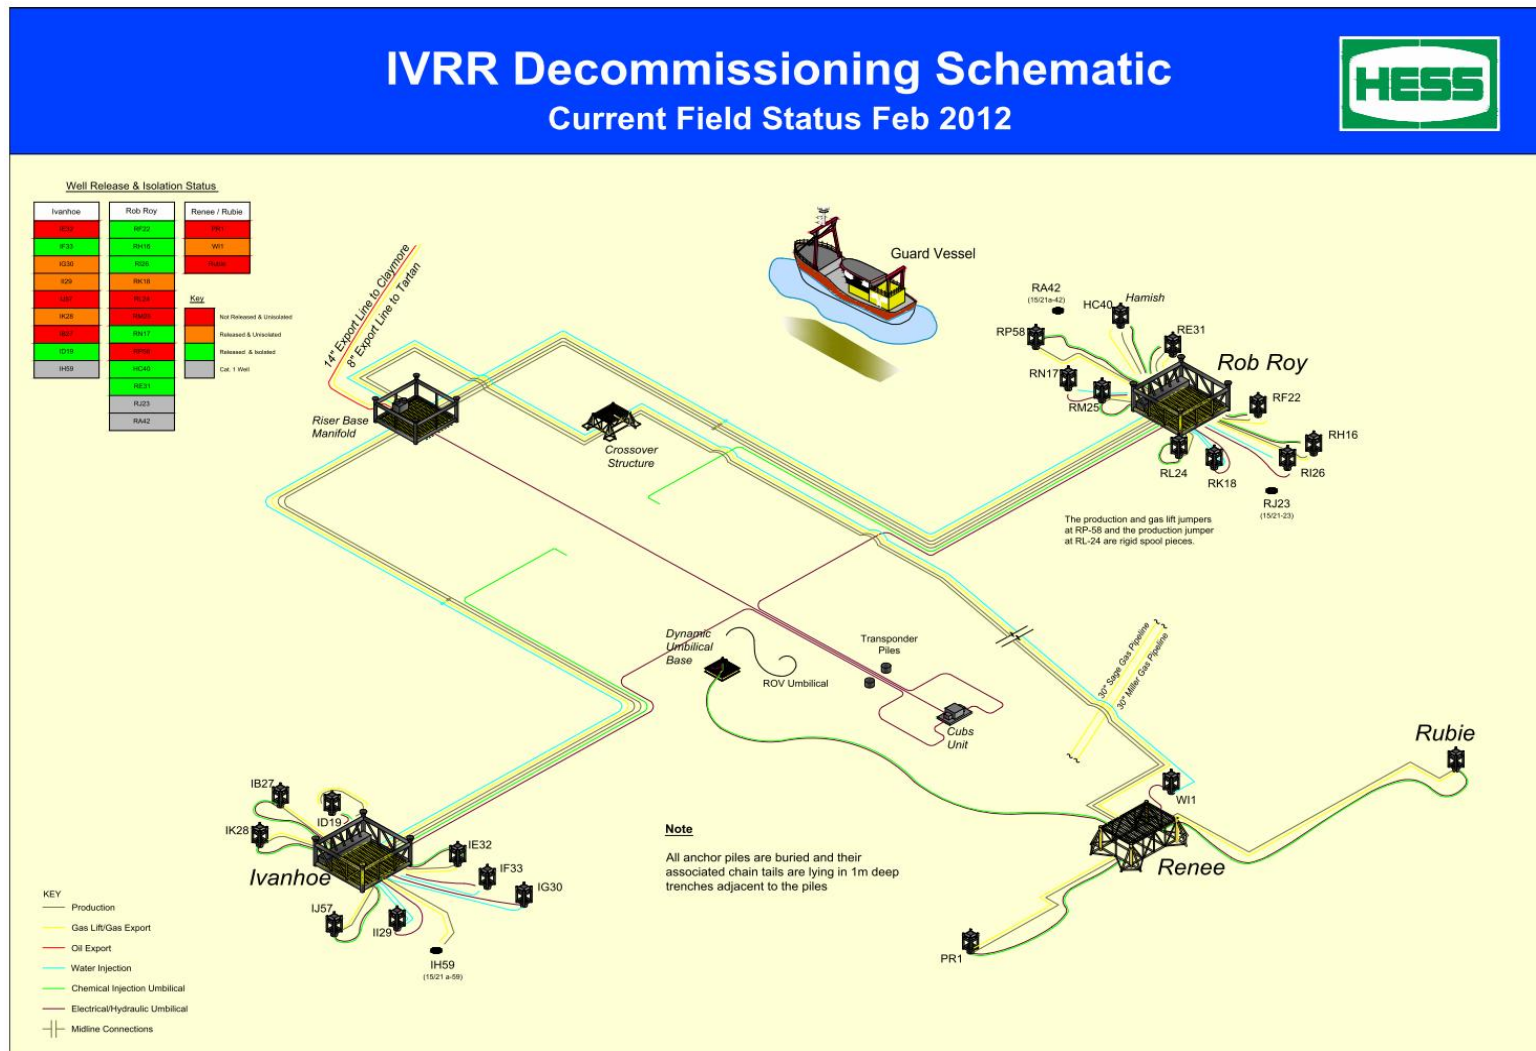 IVRR Decommissioning Schematic
Current Field Status Feb 2012
HESS
Well Release & Isolation Status
Ivanhoe
Rob Roy
Renee / Rubie
IE32
IF33
IG30
II29
IJ57
IK28
IB27
ID19
IH59
RF22
RH16
RI26
RK18
RL24
RM25
RN17
RP58
HC40
RE31
RJ23
RA42
PR1
WI1
Key
Not Released & Unisolated
Released & Unisolated
Released & Isolated
Cat. 1 Well
14" Export Line to Claymore
8" Export Line to Tartan
Riser Base
Manifold
Crossover
Structure
Guard Vessel
RA42
(15/21a-42)
HC40
Hamish
RP58
RE31
Rob Roy
RN17
RM25
RF22
RH16
RL24
RK18
RI26
RJ23
(15/21-23)
The production and gas lift jumpers
at RP-58 and the production jumper
at RL-24 are rigid spool pieces.
Dynamic
Umbilical
Base
ROV Umbilical
Transponder
Piles
Cubs
Unit
30" Sage Gas Pipeline
30" Miller Gas Pipeline
Rubie
WI1
Renee
PR1
IB27
ID19
IK28
IE32
IF33
IG30
Ivanhoe
IJ57
II29
IH59
(15/21 a-59)
Note
All anchor piles are buried and their
associated chain tails are lying in 1m deep
trenches adjacent to the piles
KEY
Production
Gas Lift/Gas Export
Oil Export
Water Injection
Chemical Injection Umbilical
Electrical/Hydraulic Umbilical
Midline Connections